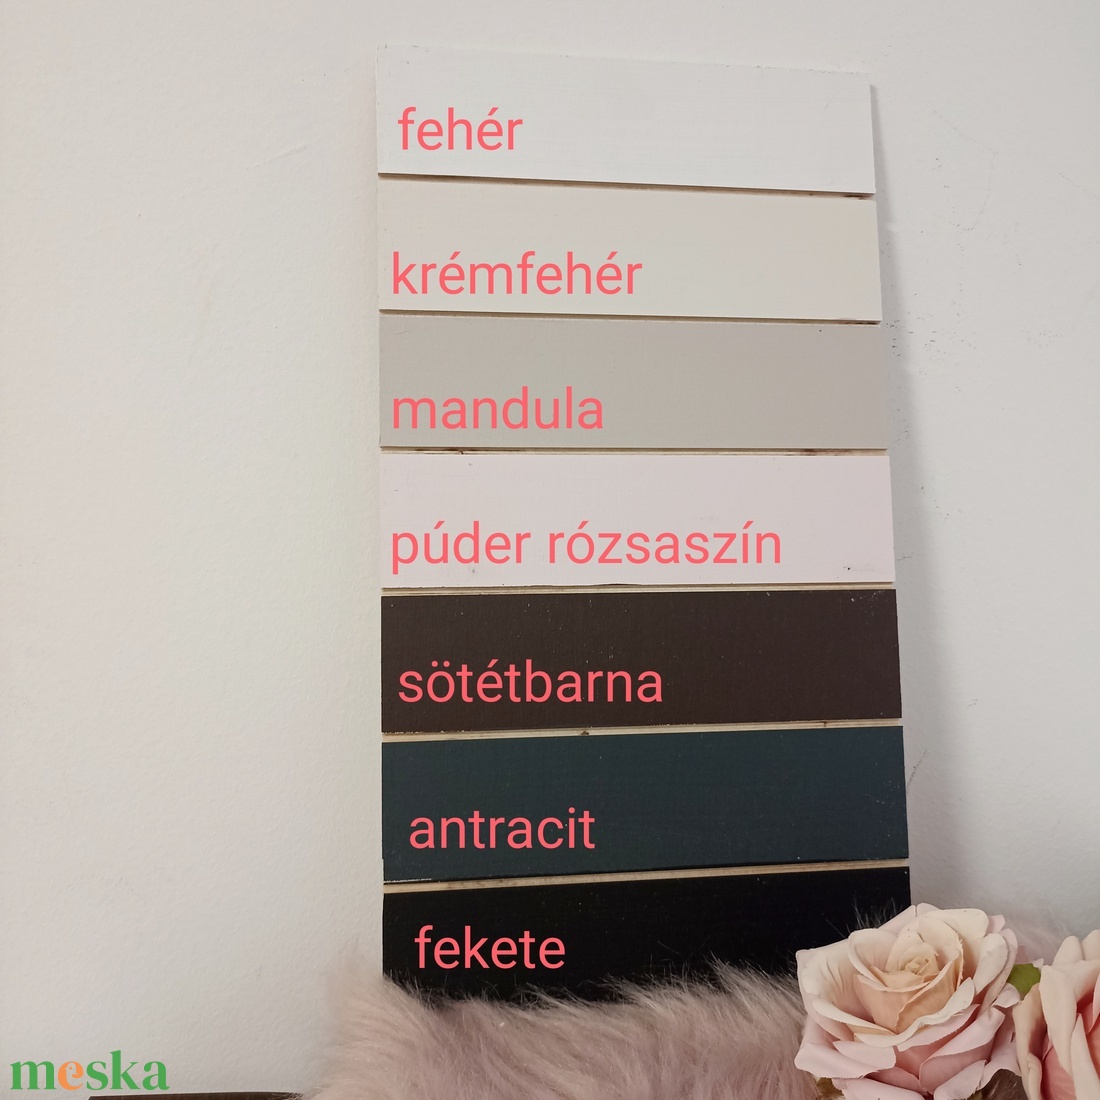 fehér
krémfehér
mandula
púder rózsaszín
sötétbarna
antracit
fekete
meska